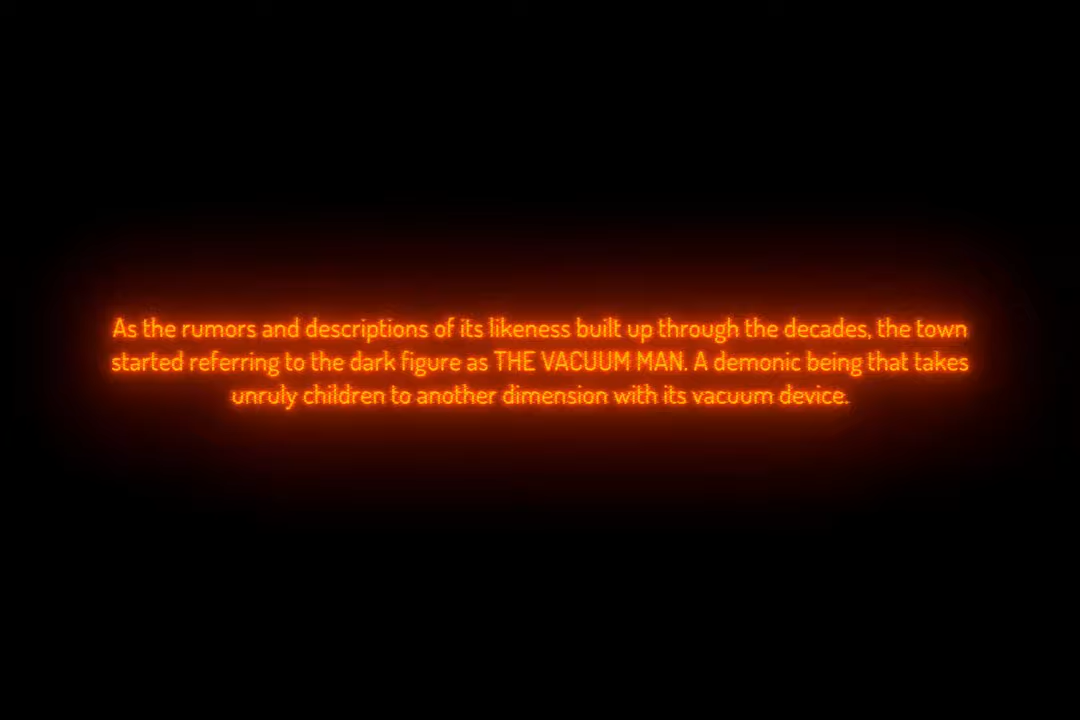 As the rumors and descriptions of its likeness built up through the decades, the town
started referring to the dark figure as THE VACUUM MAN. A demonic being that takes
unruly children to another dimension with its vacuum device.